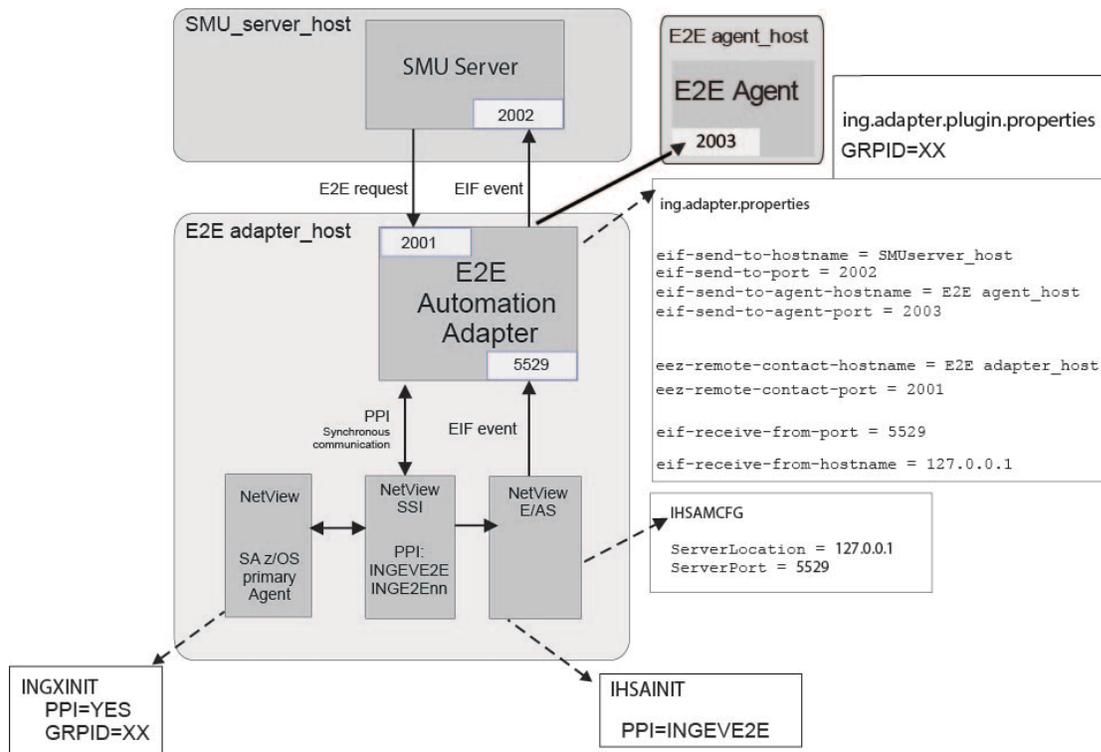 SMU_server_host
SMU Server
2002
E2E agent_host
E2E Agent
2003
ing.adapter.plugin.properties
GRPID=XX
E2E request
EIF event
ing.adapter.properties
eif-send-to-hostname = SMUserver_host
eif-send-to-port = 2002
eif-send-to-agent-hostname = E2E agent_host
eif-send-to-agent-port = 2003
eez-remote-contact-hostname = E2E adapter_host
eez-remote-contact-port = 2001
eif-receive-from-port = 5529
eif-receive-from-hostname = 127.0.0.1
E2E adapter_host
2001
E2E
Automation
Adapter
5529
PPI
Synchronous
communication
EIF event
NetView
SA z/OS
primary
Agent
NetView
SSI
PPI:
INGEVE2E
INGE2Enn
NetView
E/AS
IHSAMCFG
ServerLocation = 127.0.0.1
ServerPort = 5529
INGXINIT
PPI=YES
GRPID=XX
IHSAINIT
PPI=INGEVE2E